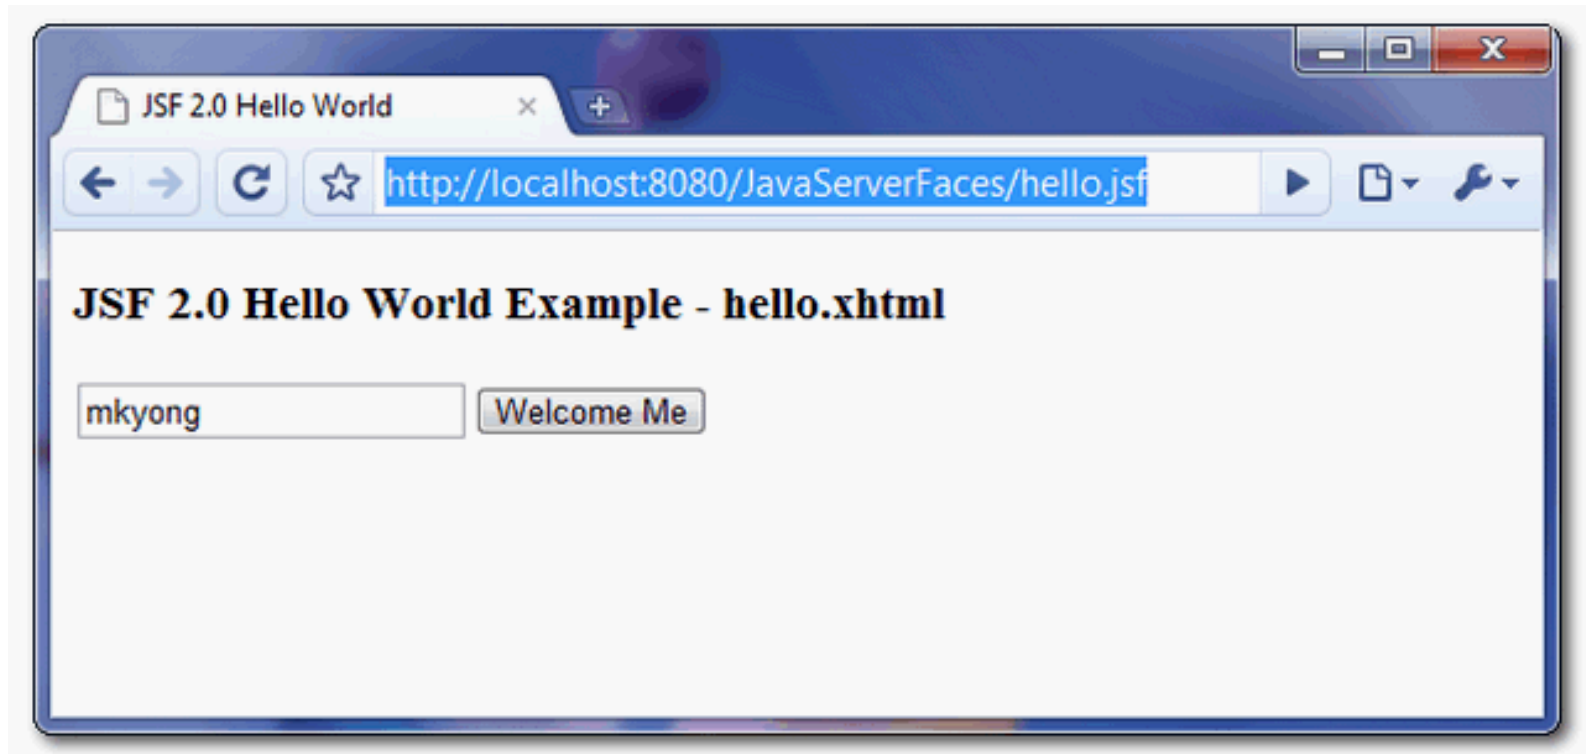 JSF 2.0 Hello World
http://localhost:8080/JavaServerFaces/hello.jsf
JSF 2.0 Hello World Example - hello.xhtml
mkyong Welcome Me